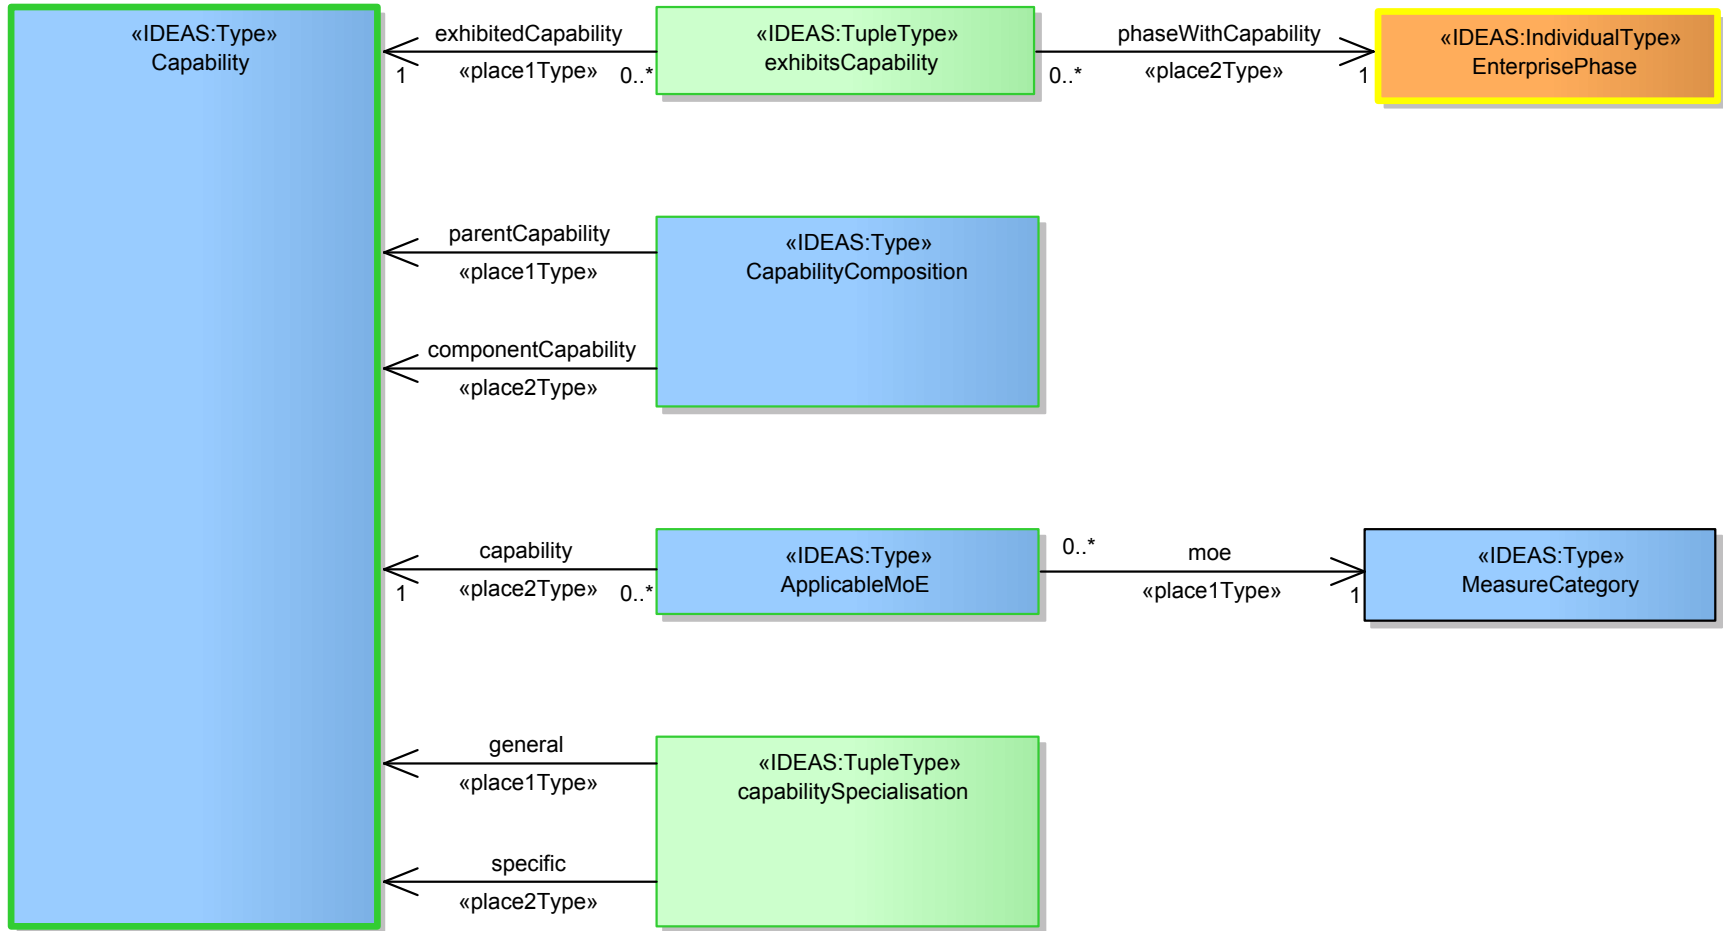 «IDEAS:Type»
Capability
exhibitedCapability
«place1Type»
1
0..*
«IDEAS:TupleType»
exhibitsCapability
phaseWithCapability
«place2Type»
0..*
1
«IDEAS:IndividualType»
EnterprisePhase
parentCapability
«place1Type»
componentCapability
«place2Type»
«IDEAS:Type»
CapabilityComposition
capability
«place2Type»
1
0..*
«IDEAS:Type»
ApplicableMoE
0..*
moe
«place1Type»
1
«IDEAS:Type»
MeasureCategory
general
«place1Type»
specific
«place2Type»
«IDEAS:TupleType»
capabilitySpecialisation